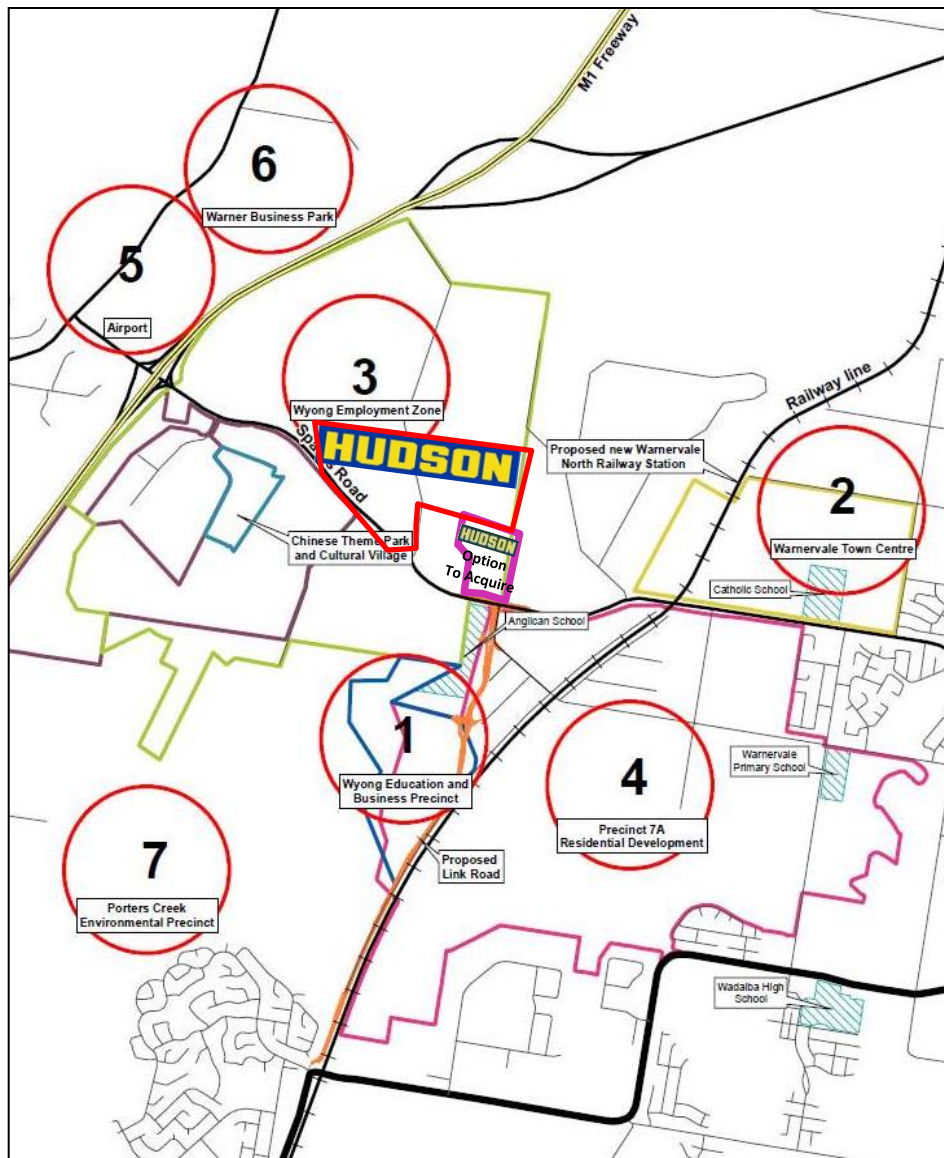 M1 Freeway
6
Warner Business Park
5
Airport
3
Wyong Employment Zone
HUDSON
Sparks Road
Railway line
Proposed new Warnervale
North Railway Station
2
Warnervale Town Centre
Chinese Theme Park
and Cultural Village
HUDSON
Option
To Acquire
Catholic School
Anglican School
1
Wyong Education and
Business Precinct
4
Precinct 7A
Residential Development
Warnervale
Primary School
Proposed
Link Road
7
Porters Creek
Environmental Precinct
Wadalba High
School